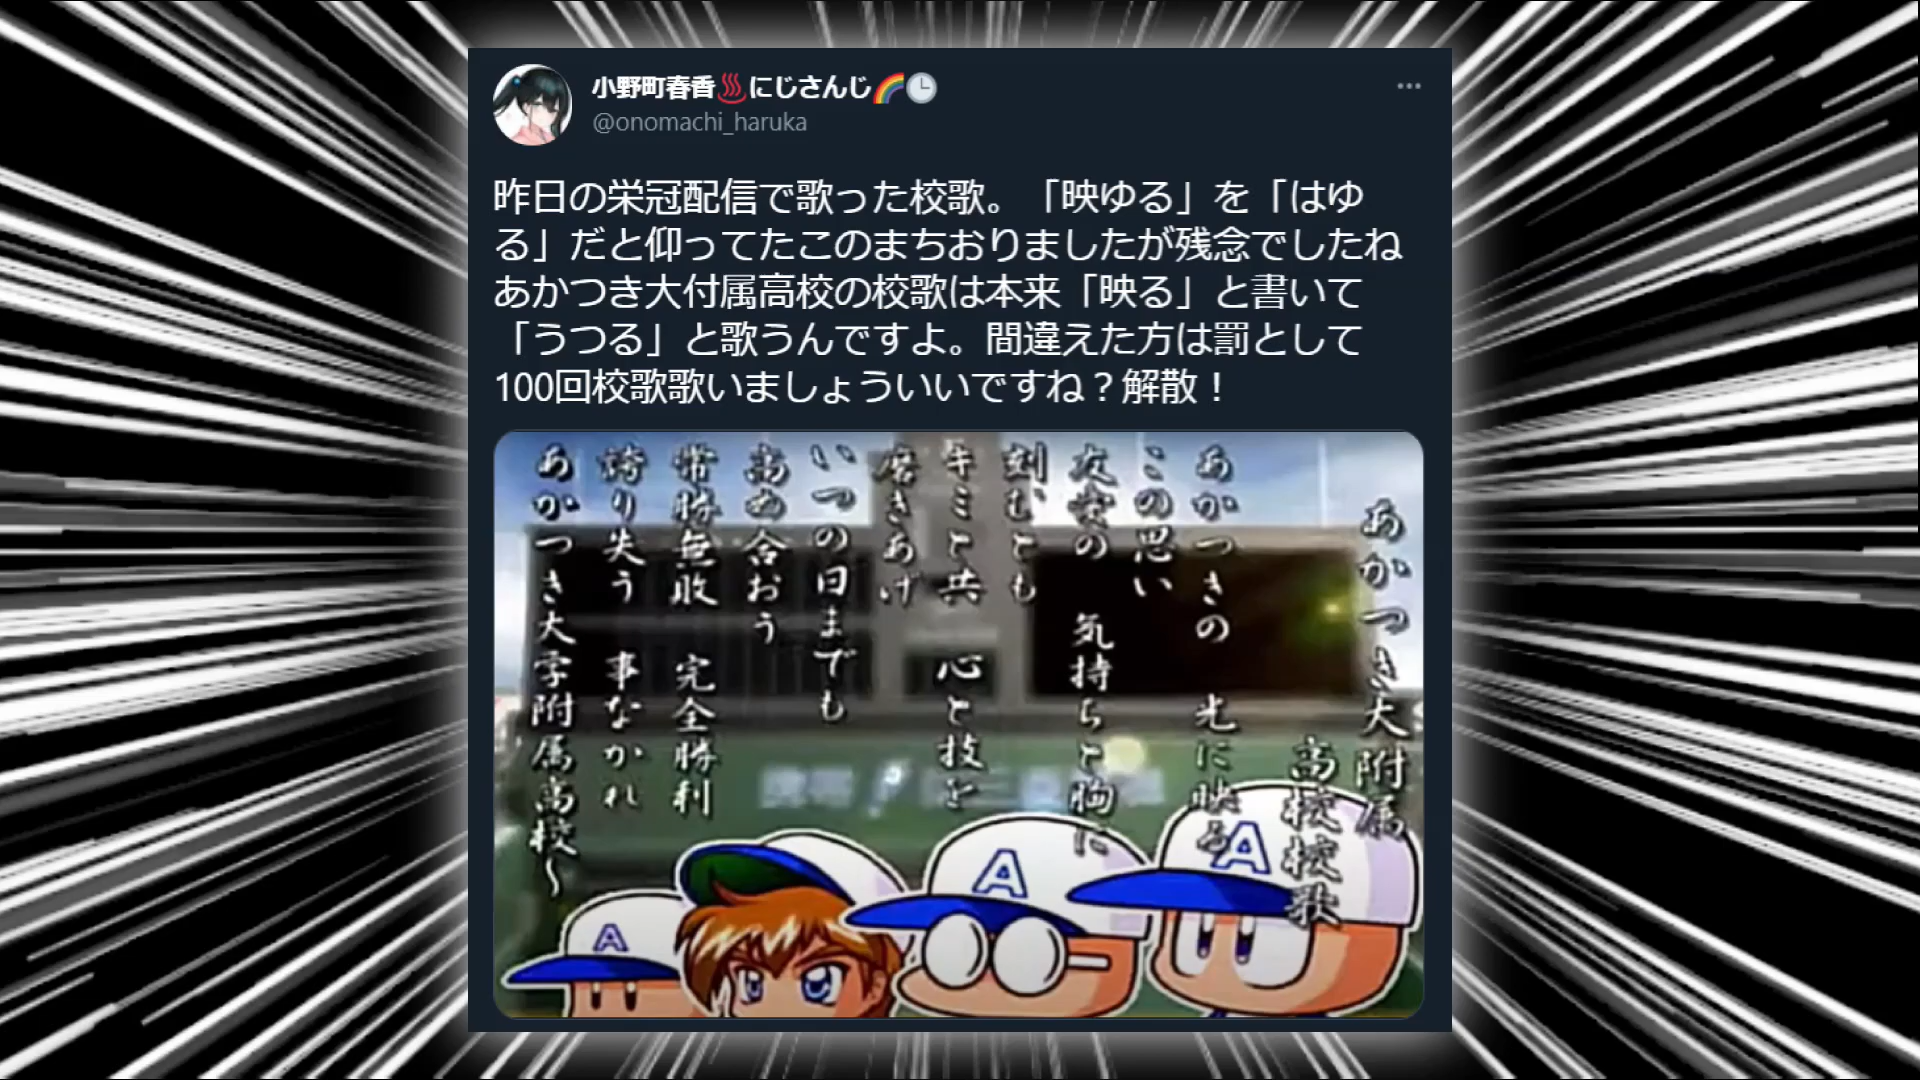 小野町春香♨にじさんじ🌈🕒
@onomachi_haruka
昨日の栄冠配信で歌った校歌。「映ゆる」を「はゆ
る」だと仰ってたこのまちおりましたが残念でしたね
あかつき大付属高校の校歌は本来「映る」と書いて
「うつる」と歌うんですよ。間違えた方は罰として
100回校歌歌いましょういいですね？解散！
あかつき大附属
高校校歌
あかつきの 光に映る
この思い
友との 気持ちと胸に
刻むとも
キミと共 心と技を
磨きあげ
いつの日までも
高め合おう
常勝無敗 完全勝利
誇り失う 事なかれ
あかつき大学附属高校〜
A
A
A